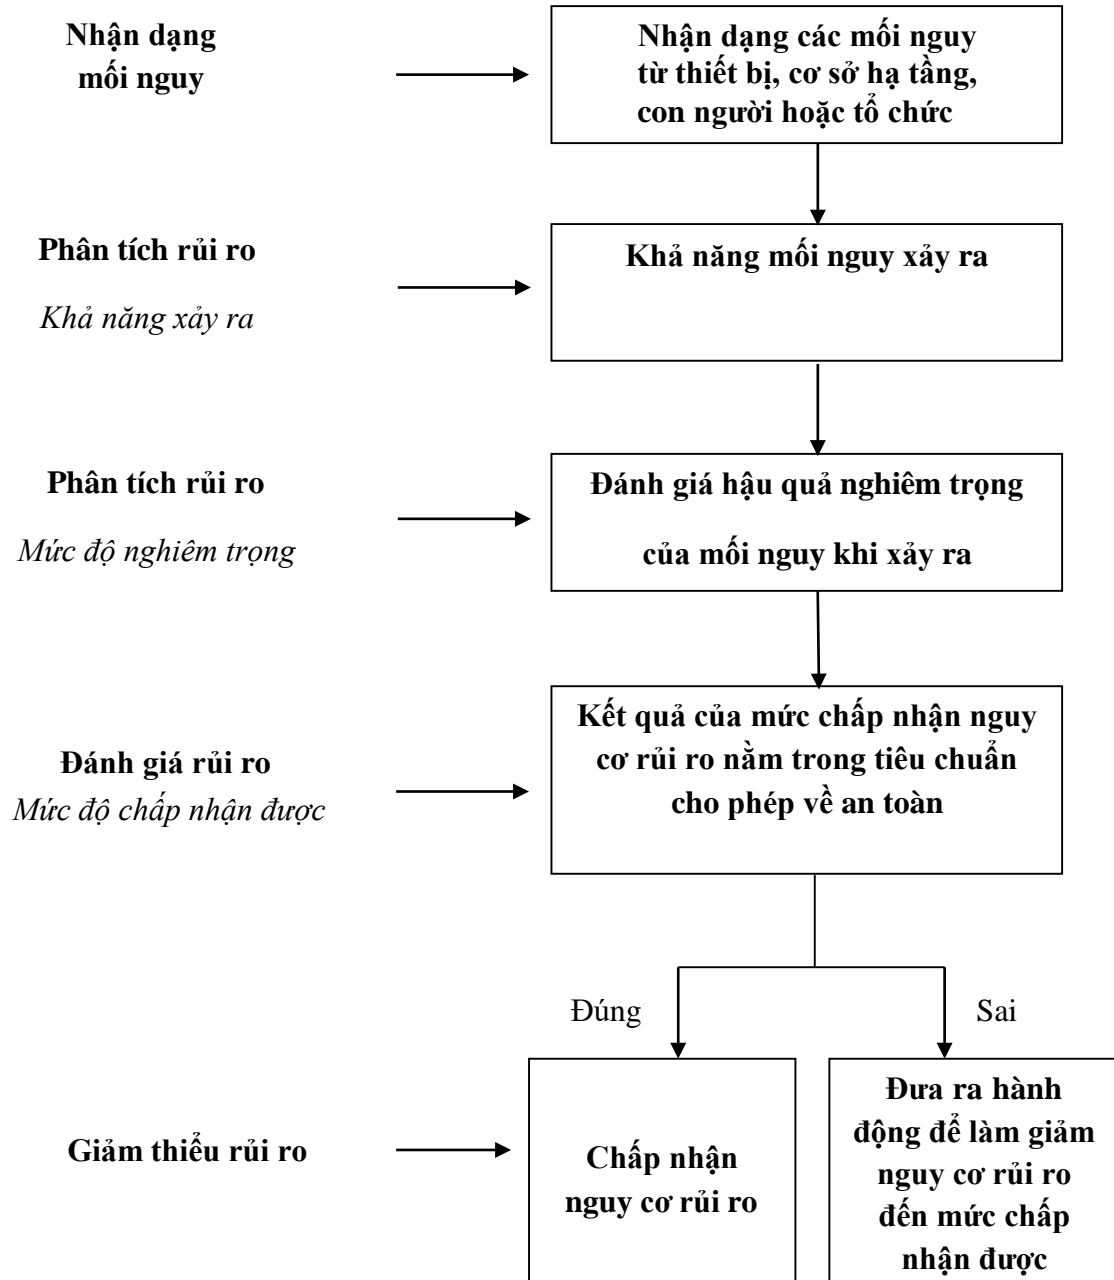 Nhận dạng
mối nguy
Nhận dạng các mối nguy
từ thiết bị, cơ sở hạ tầng,
con người hoặc tổ chức
Phân tích rủi ro
Khả năng xảy ra
Khả năng mối nguy xảy ra
Phân tích rủi ro
Mức độ nghiêm trọng
Đánh giá hậu quả nghiêm trọng
của mối nguy khi xảy ra
Đánh giá rủi ro
Mức độ chấp nhận được
Kết quả của mức chấp nhận nguy
cơ rủi ro nằm trong tiêu chuẩn
cho phép về an toàn
Đúng
Sai
Giảm thiểu rủi ro
Chấp nhận
nguy cơ rủi ro
Đưa ra hành
động để làm giảm
nguy cơ rủi ro
đến mức chấp
nhận được